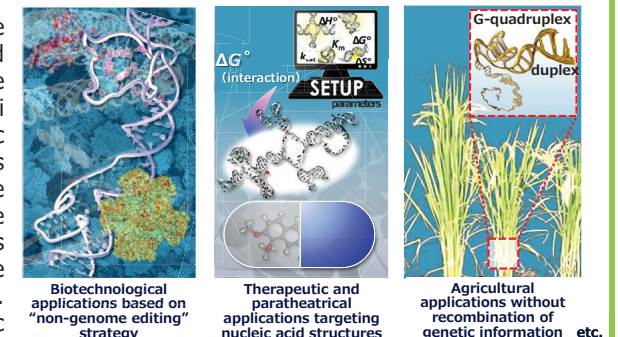 G-quadruplex
duplex
ΔH°
ΔG°
Km
kcat
ΔS°
ΔG°
(interaction)
SETUP
parameters
Biotechnological
applications based on
“non-genome editing”
strategy
Therapeutic and
paratheatrical
applications targeting
nucleic acid structures
Agricultural
applications without
recombination of
genetic information etc.